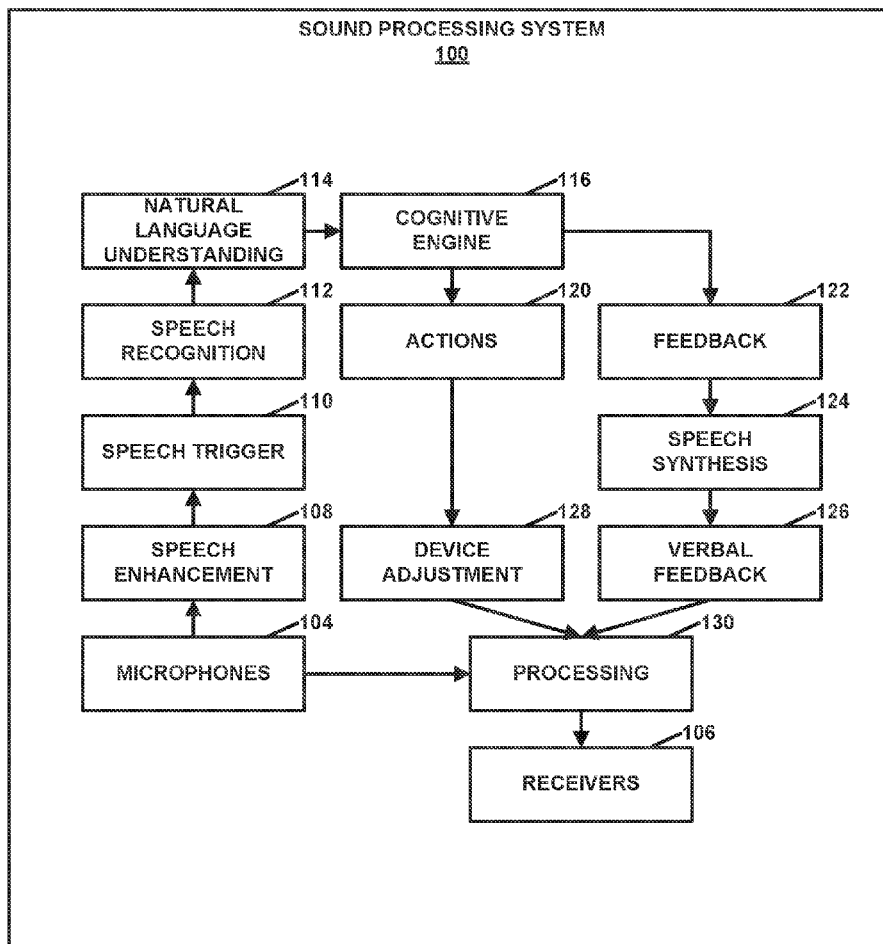 SOUND PROCESSING SYSTEM
100
114
NATURAL
LANGUAGE
UNDERSTANDING
116
COGNITIVE
ENGINE
112
SPEECH
RECOGNITION
120
ACTIONS
122
FEEDBACK
110
SPEECH TRIGGER
124
SPEECH
SYNTHESIS
108
SPEECH
ENHANCEMENT
128
DEVICE
ADJUSTMENT
126
VERBAL
FEEDBACK
104
MICROPHONES
130
PROCESSING
106
RECEIVERS